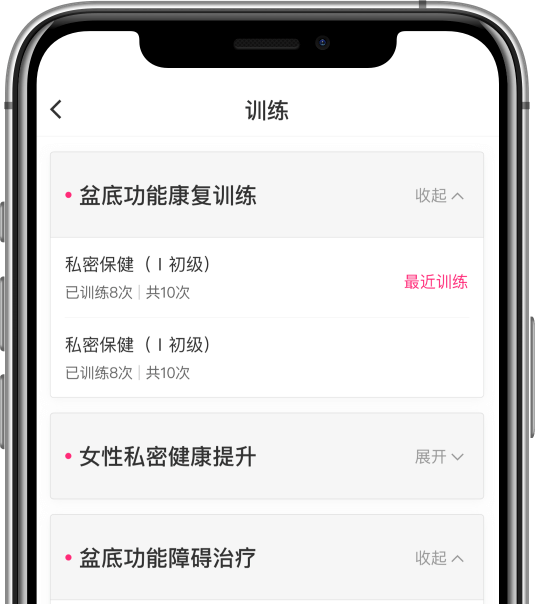 训练
盆底功能康复训练 收起
私密保健（Ⅰ初级）
最近训练
已训练8次 | 共10次
私密保健（Ⅰ初级）
已训练8次 | 共10次
女性私密健康提升 展开
盆底功能障碍治疗 收起